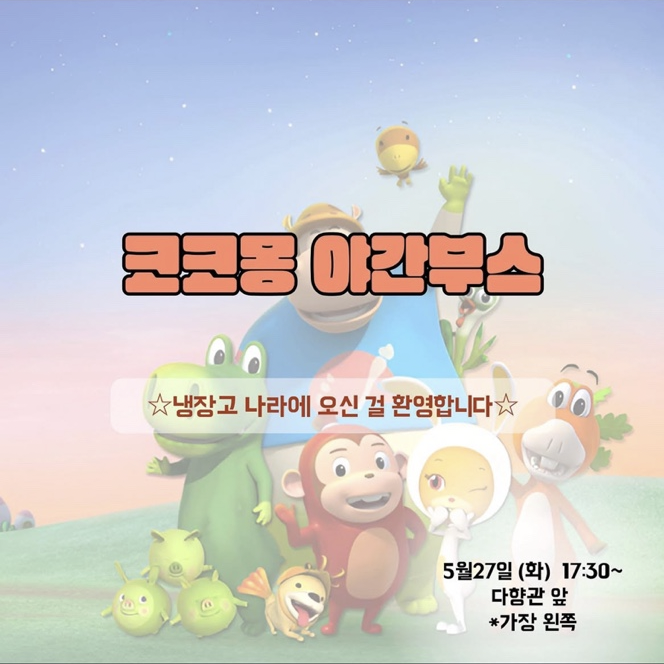 코코몽 야간부스
☆냉장고 나라에 오신 걸 환영합니다☆
5월27일 (화) 17:30~
다향관 앞
*가장 왼쪽